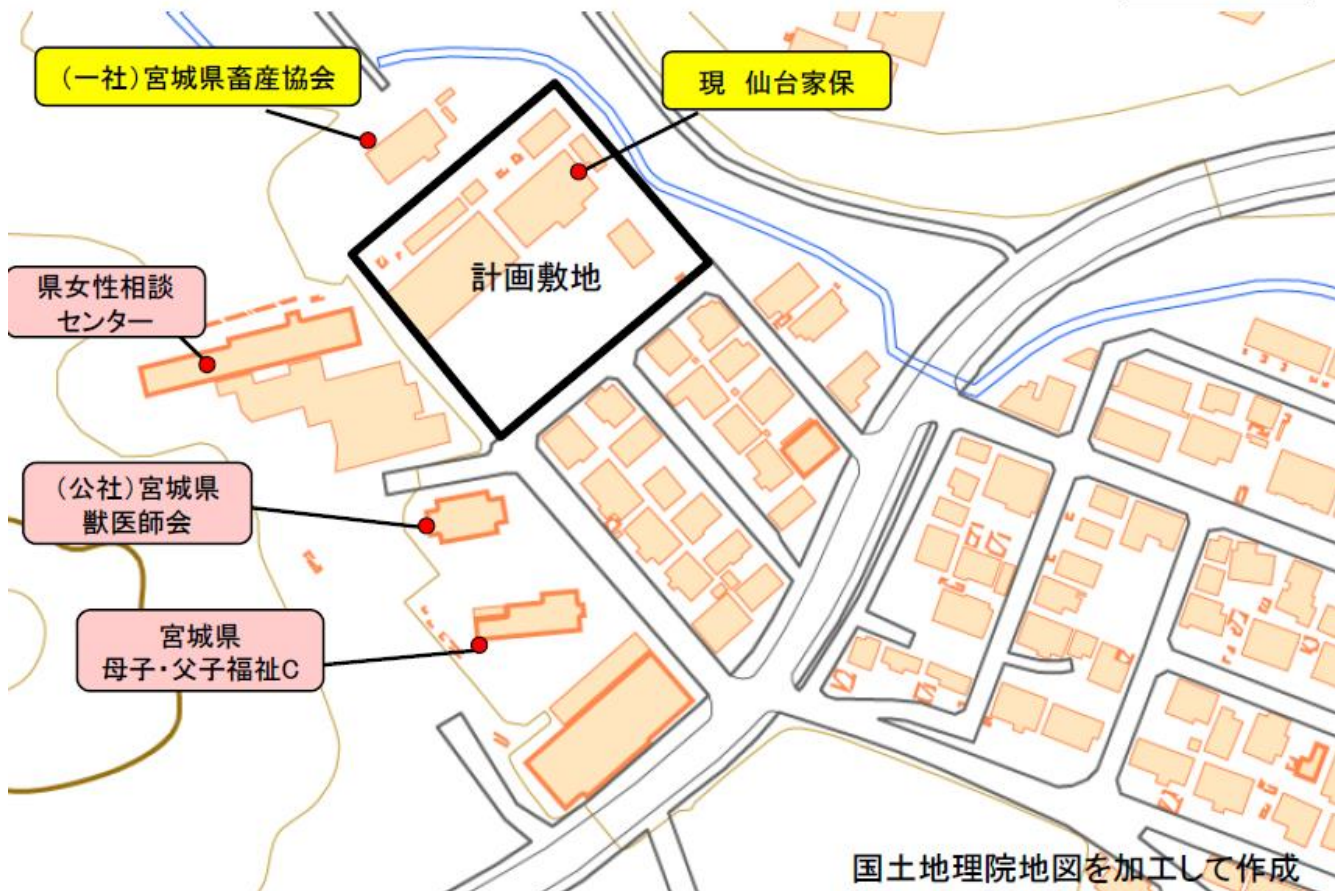 (一社)宮城県畜産協会
現 仙台家保
計画敷地
県女性相談
センター
(公社)宮城県
獣医師会
宮城県
母子・父子福祉C
国土地理院地図を加工して作成